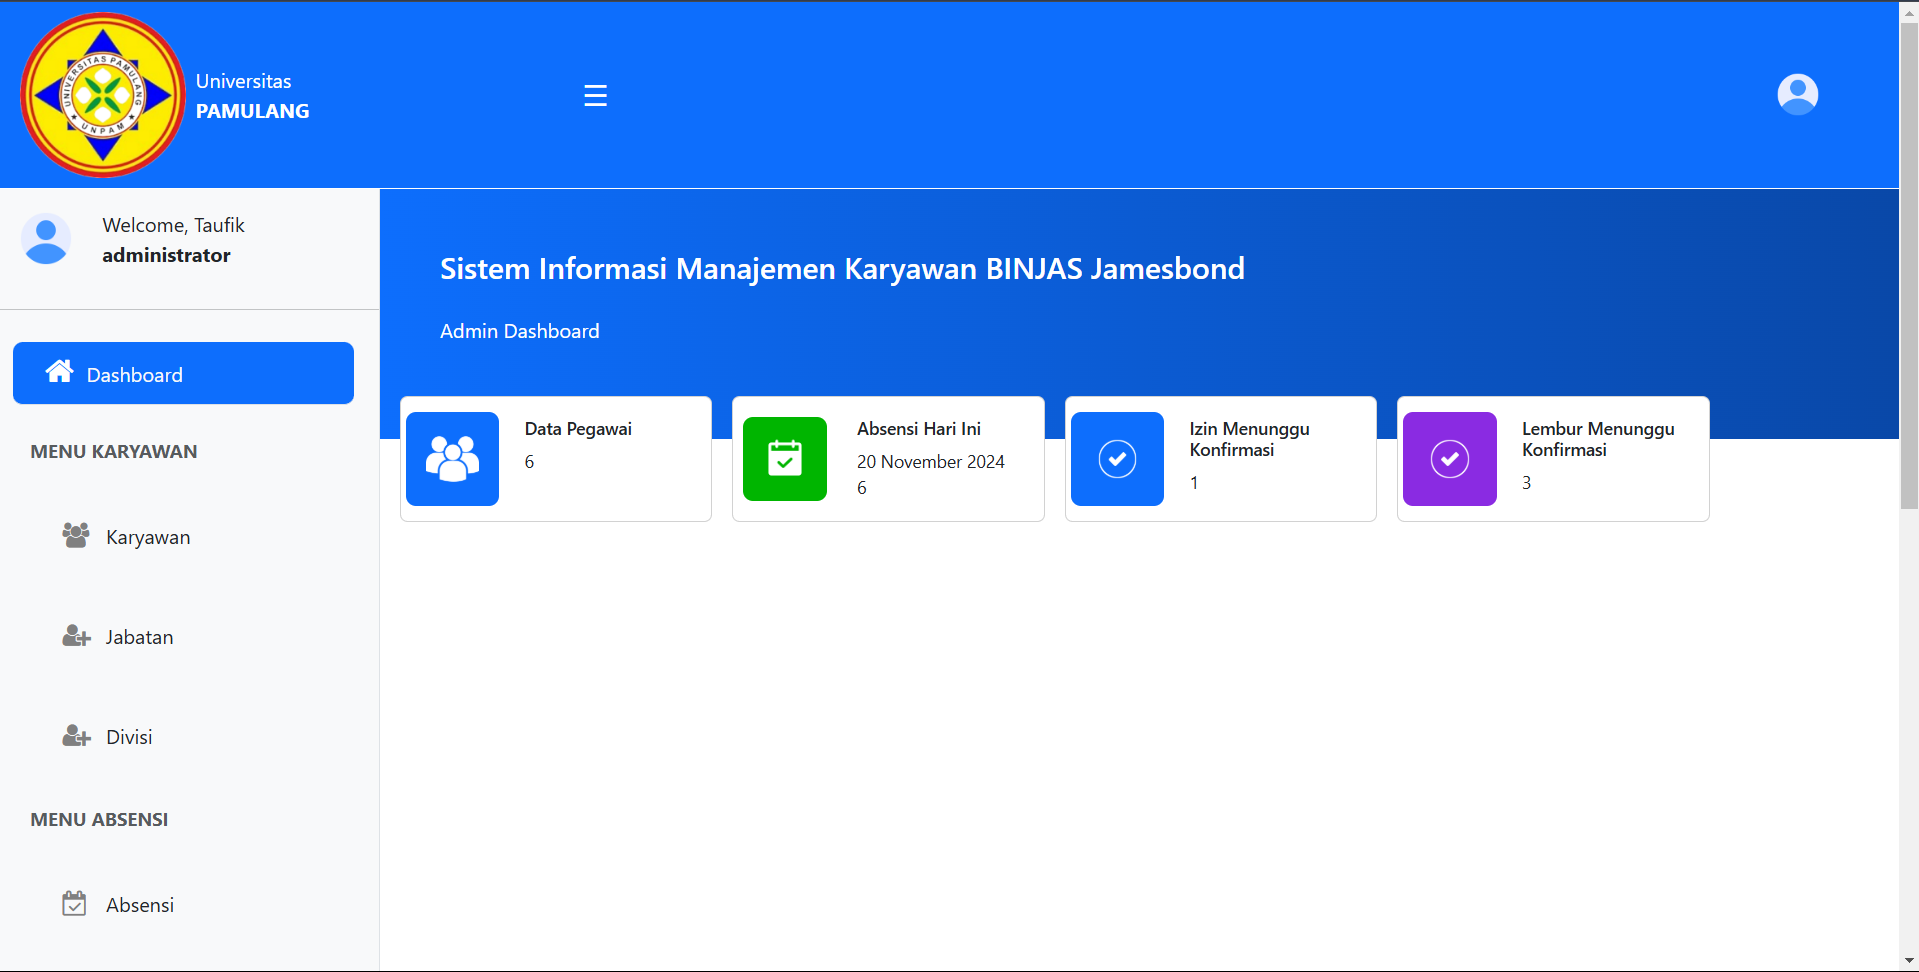 UNIVERSITAS PAMULANG
UNPAM
Universitas
PAMULANG
Welcome, Taufik
administrator
Dashboard
MENU KARYAWAN
Karyawan
Jabatan
Divisi
MENU ABSENSI
Absensi
Sistem Informasi Manajemen Karyawan BINJAS Jamesbond
Admin Dashboard
Data Pegawai
6
Absensi Hari Ini
20 November 2024
6
Izin Menunggu
Konfirmasi
1
Lembur Menunggu
Konfirmasi
3